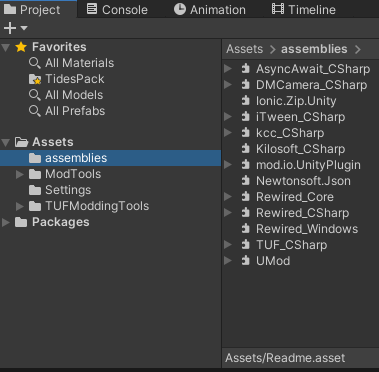 Project
Console
Animation
Timeline
Favorites
All Materials
TidesPack
All Models
All Prefabs
Assets
assemblies
ModTools
Settings
TUFModdingTools
Packages
Assets > assemblies >
AsyncAwait_CSharp
DMCamera_CSharp
Ionic.Zip.Unity
iTween_CSharp
kcc_CSharp
Kilosoft_CSharp
mod.io.UnityPlugin
Newtonsoft.Json
Rewired_Core
Rewired_CSharp
Rewired_Windows
TUF_CSharp
UMod
Assets/Readme.asset